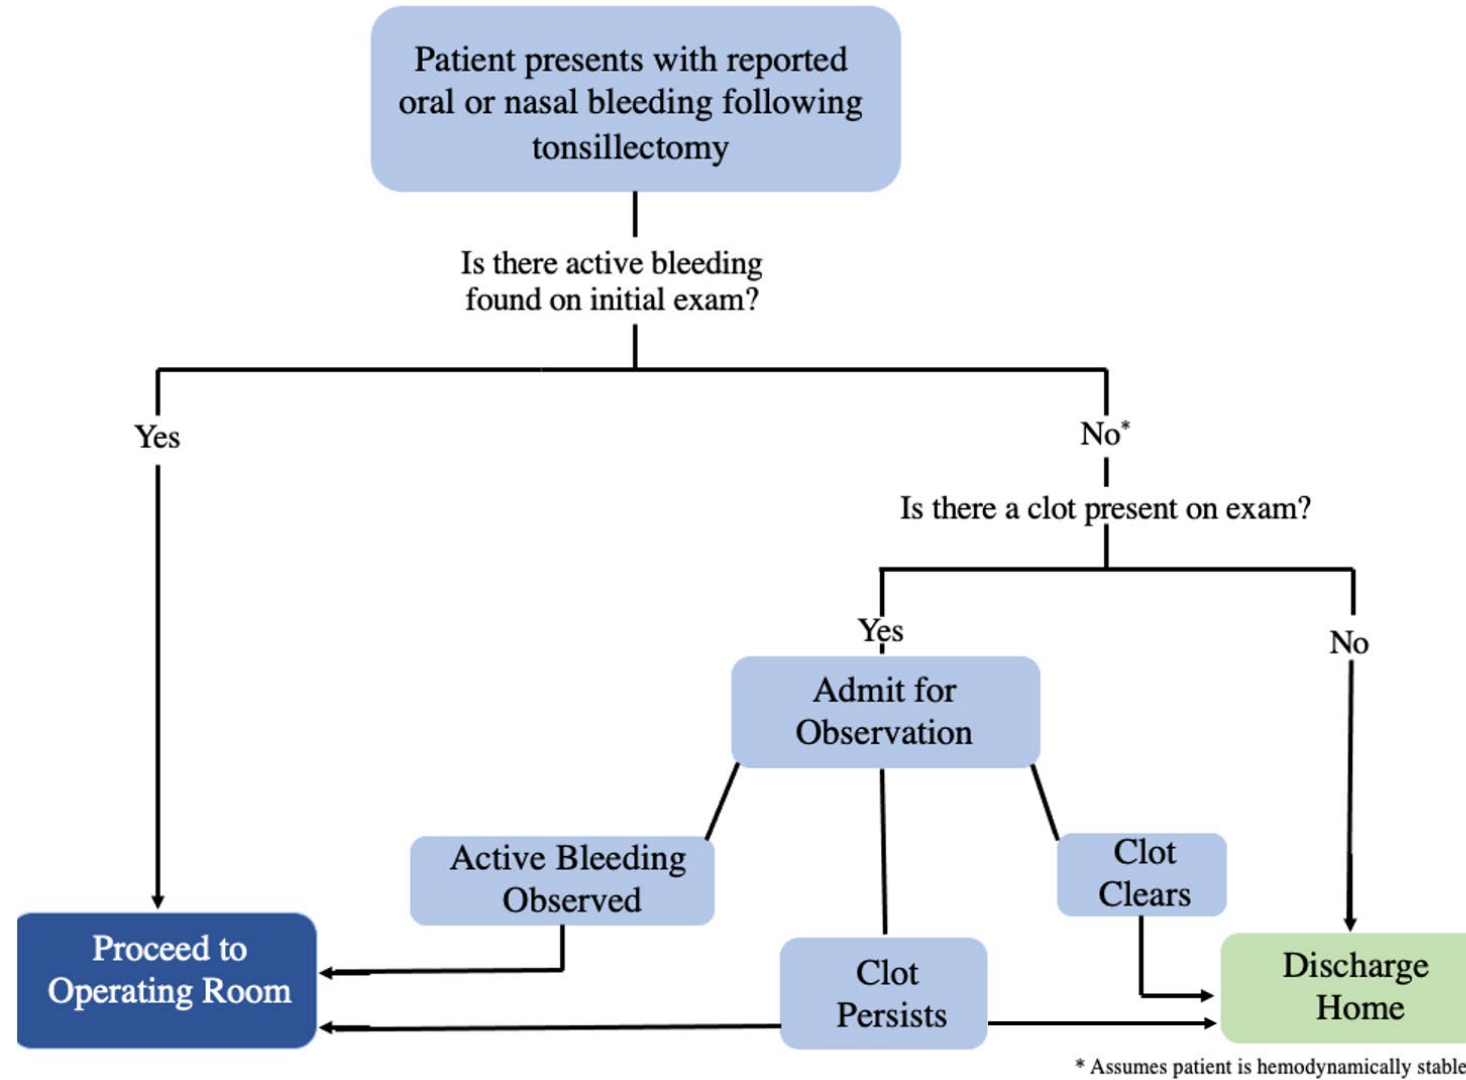 Patient presents with reported
oral or nasal bleeding following
tonsillectomy
Is there active bleeding
found on initial exam?
Yes
No*
Is there a clot present on exam?
Yes
No
Admit for
Observation
Active Bleeding
Observed
Clot
Clears
Proceed to
Operating Room
Clot
Persists
Discharge
Home
* Assumes patient is hemodynamically stable